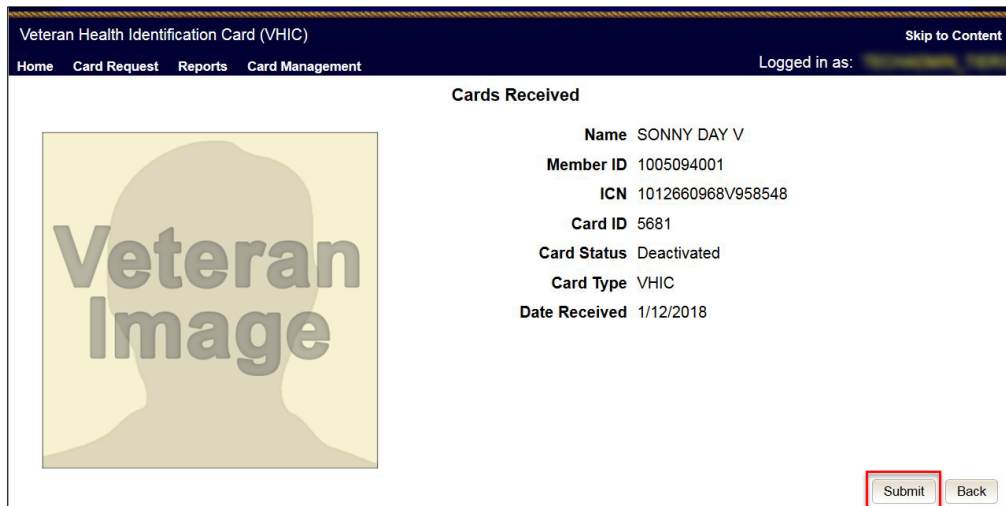 Veteran Health Identification Card (VHIC)
Skip to Content
Home Card Request Reports Card Management
Logged in as:
Cards Received
Veteran
Image
Name SONNY DAY V
Member ID 1005094001
ICN 1012660968V958548
Card ID 5681
Card Status Deactivated
Card Type VHIC
Date Received 1/12/2018
Submit Back